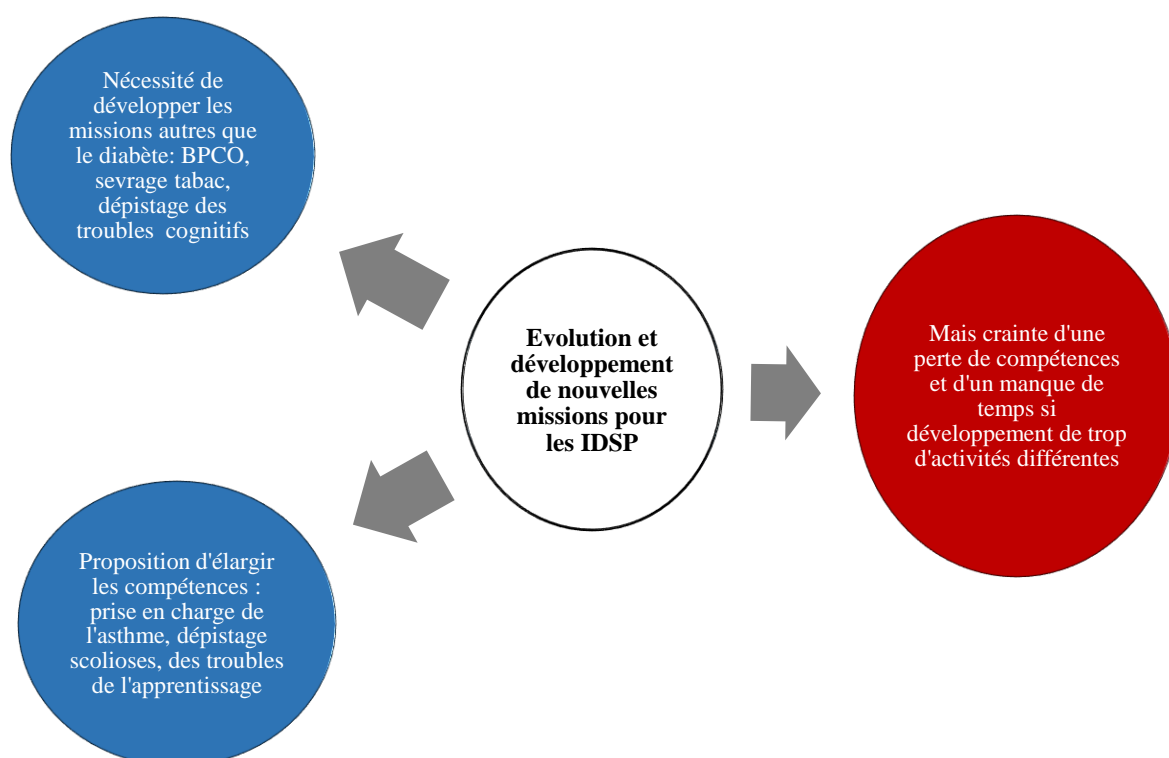 Nécessité de
développer les
missions autres que
le diabète: BPCO,
sevrage tabac,
dépistage des
troubles cognitifs
Evolution et
développement
de nouvelles
missions pour
les IDSP
Mais crainte d'une
perte de compétences
et d'un manque de
temps si
développement de trop
d'activités différentes
Proposition d'élargir
les compétences :
prise en charge de
l'asthme, dépistage
scolioses, des troubles
de l'apprentissage